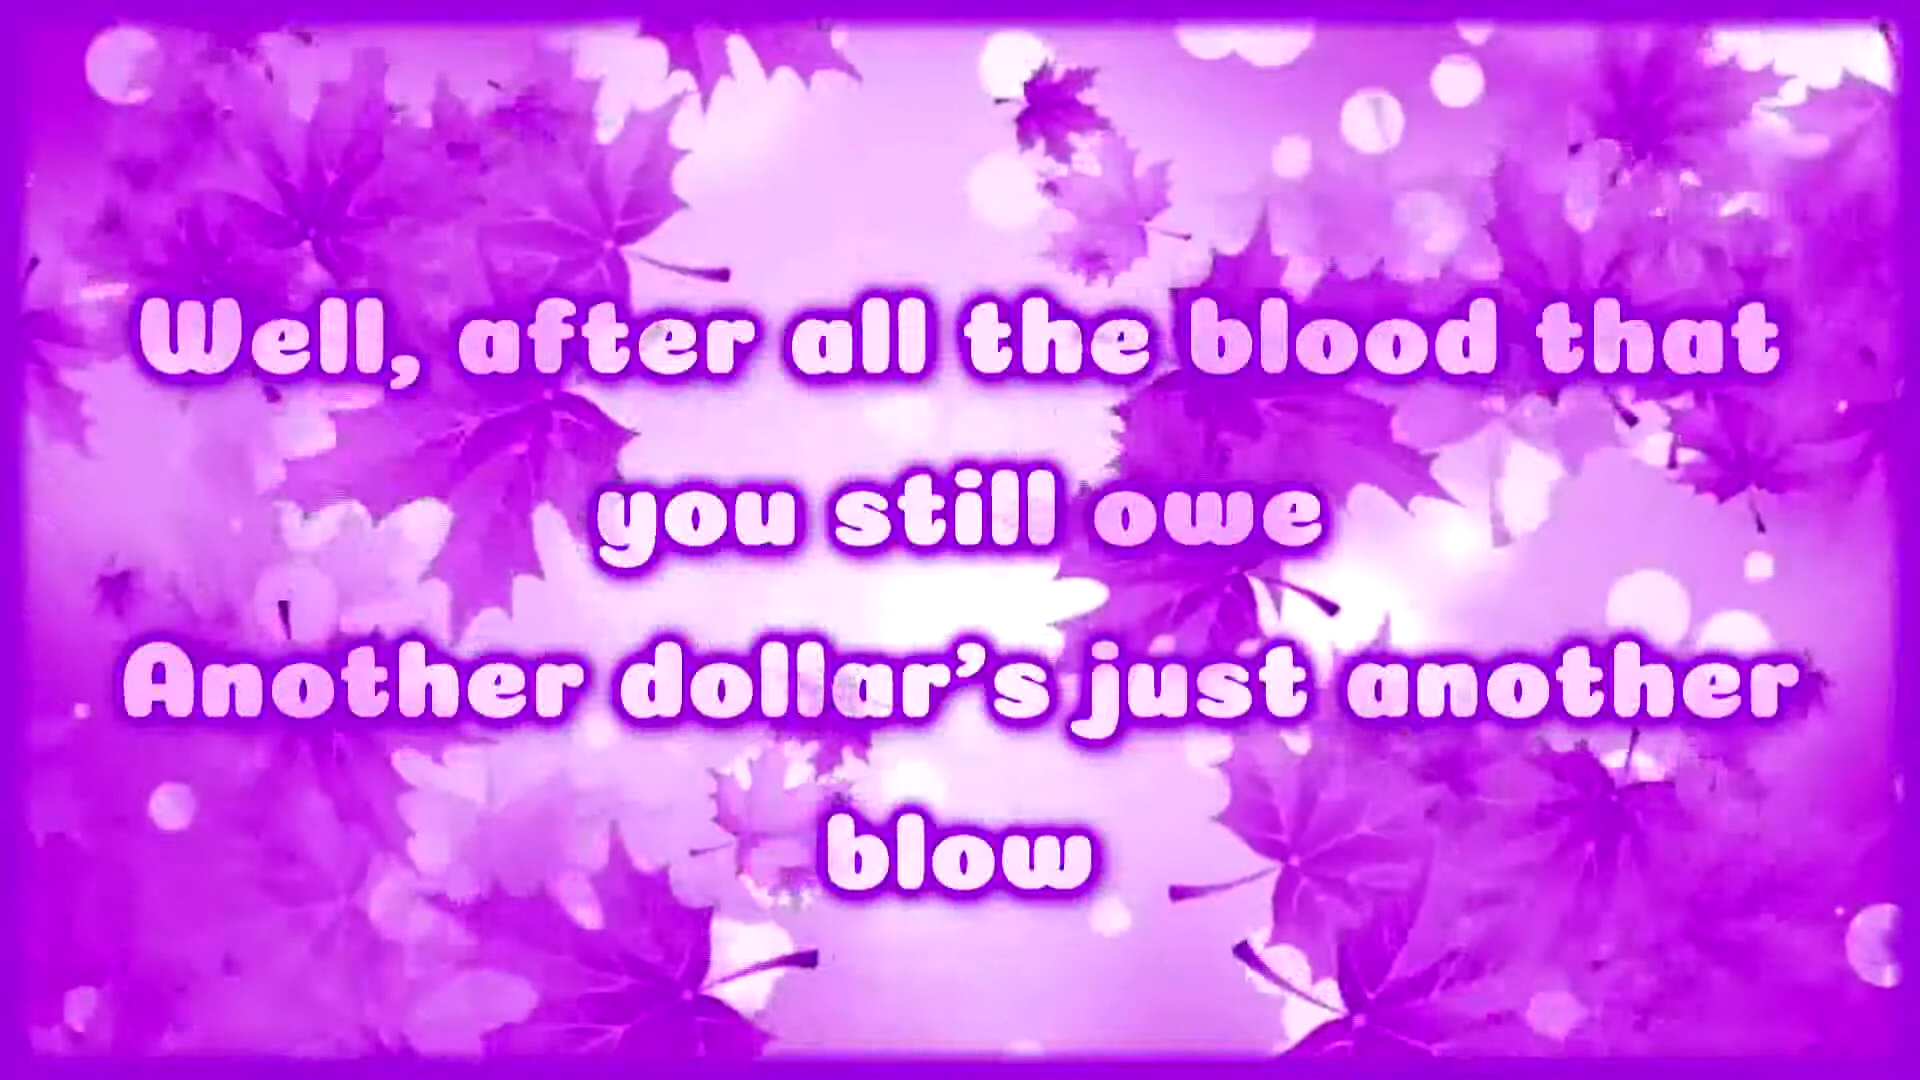 Well, after all the blood that
you still owe
Another dollar’s just another
blow